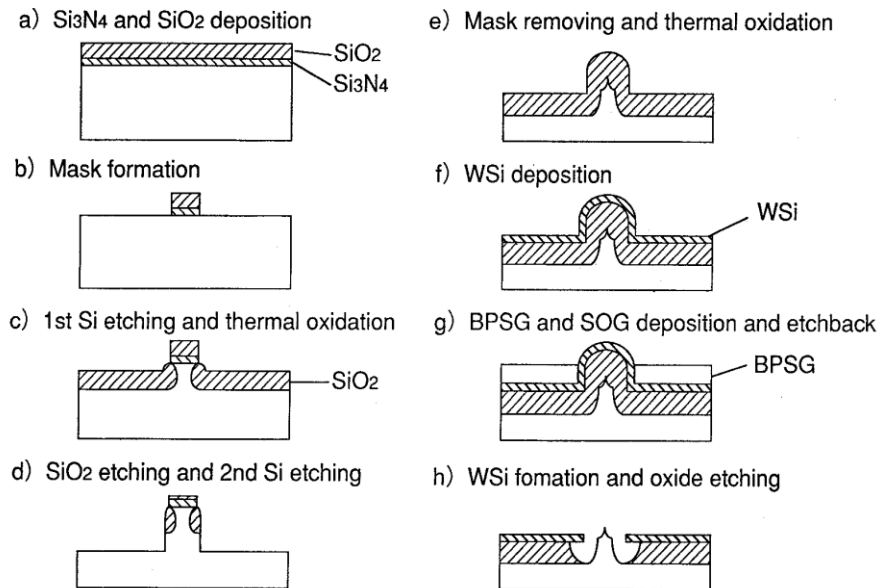 a) Si3N4 and SiO2 deposition
SiO2
Si3N4
b) Mask formation
c) 1st Si etching and thermal oxidation
SiO2
d) SiO2 etching and 2nd Si etching
e) Mask removing and thermal oxidation
f) WSi deposition
WSi
g) BPSG and SOG deposition and etchback
BPSG
h) WSi fomation and oxide etching